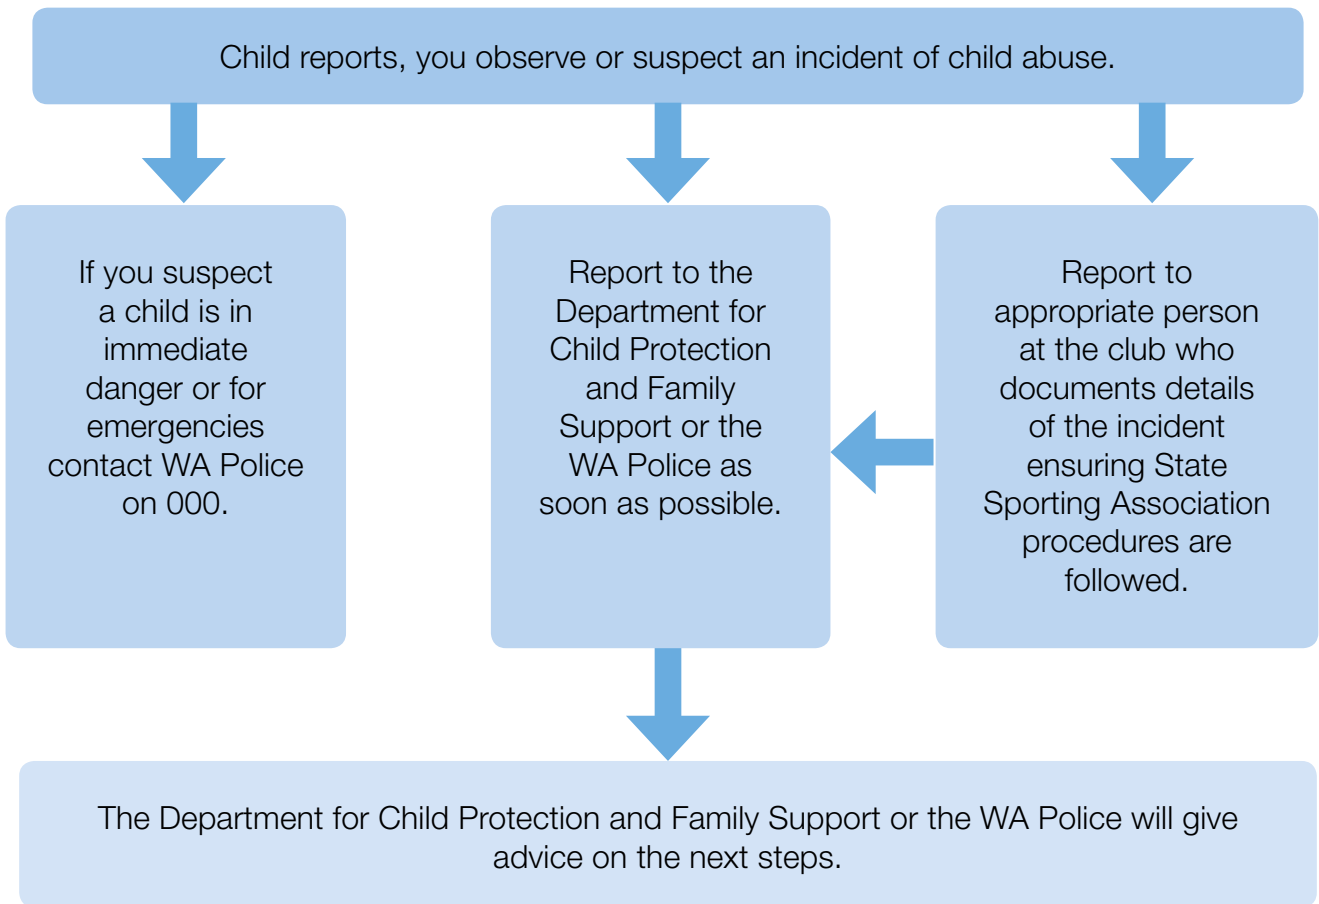 Child reports, you observe or suspect an incident of child abuse.
If you suspect
a child is in
immediate
danger or for
emergencies
contact WA Police
on 000.
Report to the
Department for
Child Protection
and Family
Support or the
WA Police as
soon as possible.
Report to
appropriate person
at the club who
documents details
of the incident
ensuring State
Sporting Association
procedures are
followed.
The Department for Child Protection and Family Support or the WA Police will give
advice on the next steps.